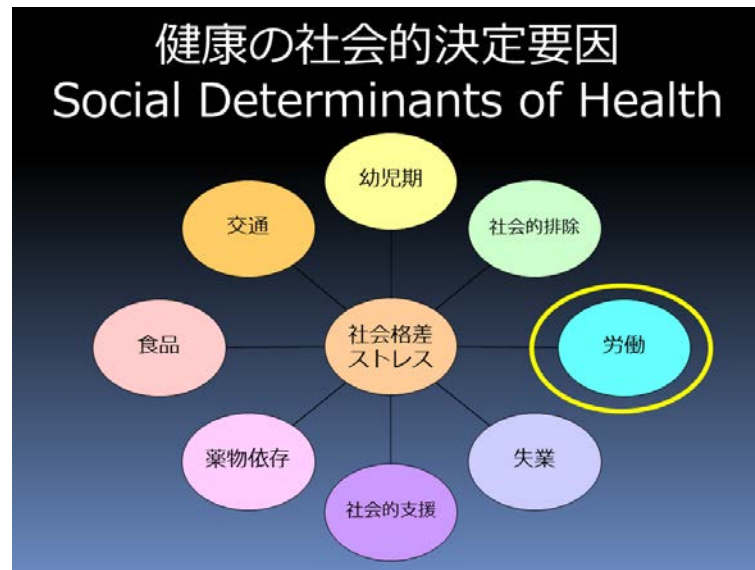 健康の社会的決定要因
Social Determinants of Health
幼児期
社会的排除
労働
失業
社会的支援
薬物依存
食品
交通
社会格差
ストレス